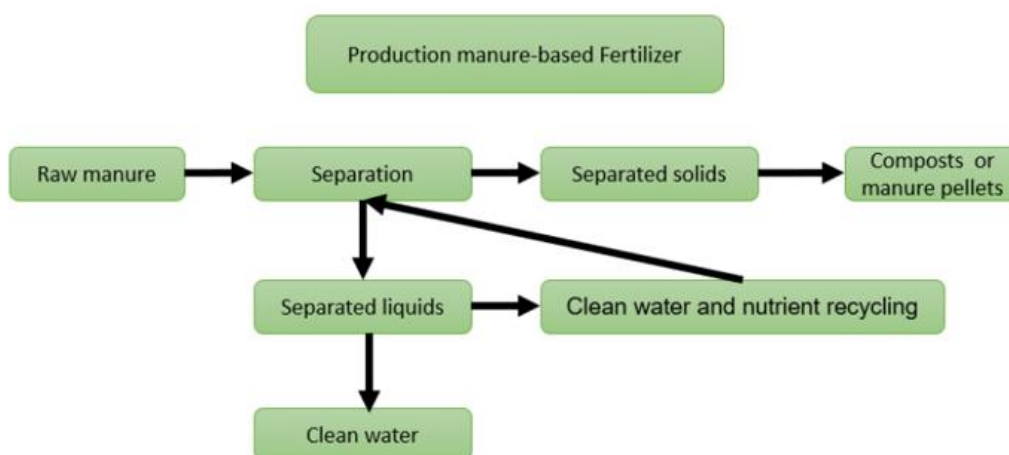 Production manure-based Fertilizer
Raw manure
Separation
Separated solids
Composts or
manure pellets
Separated liquids
Clean water and nutrient recycling
Clean water